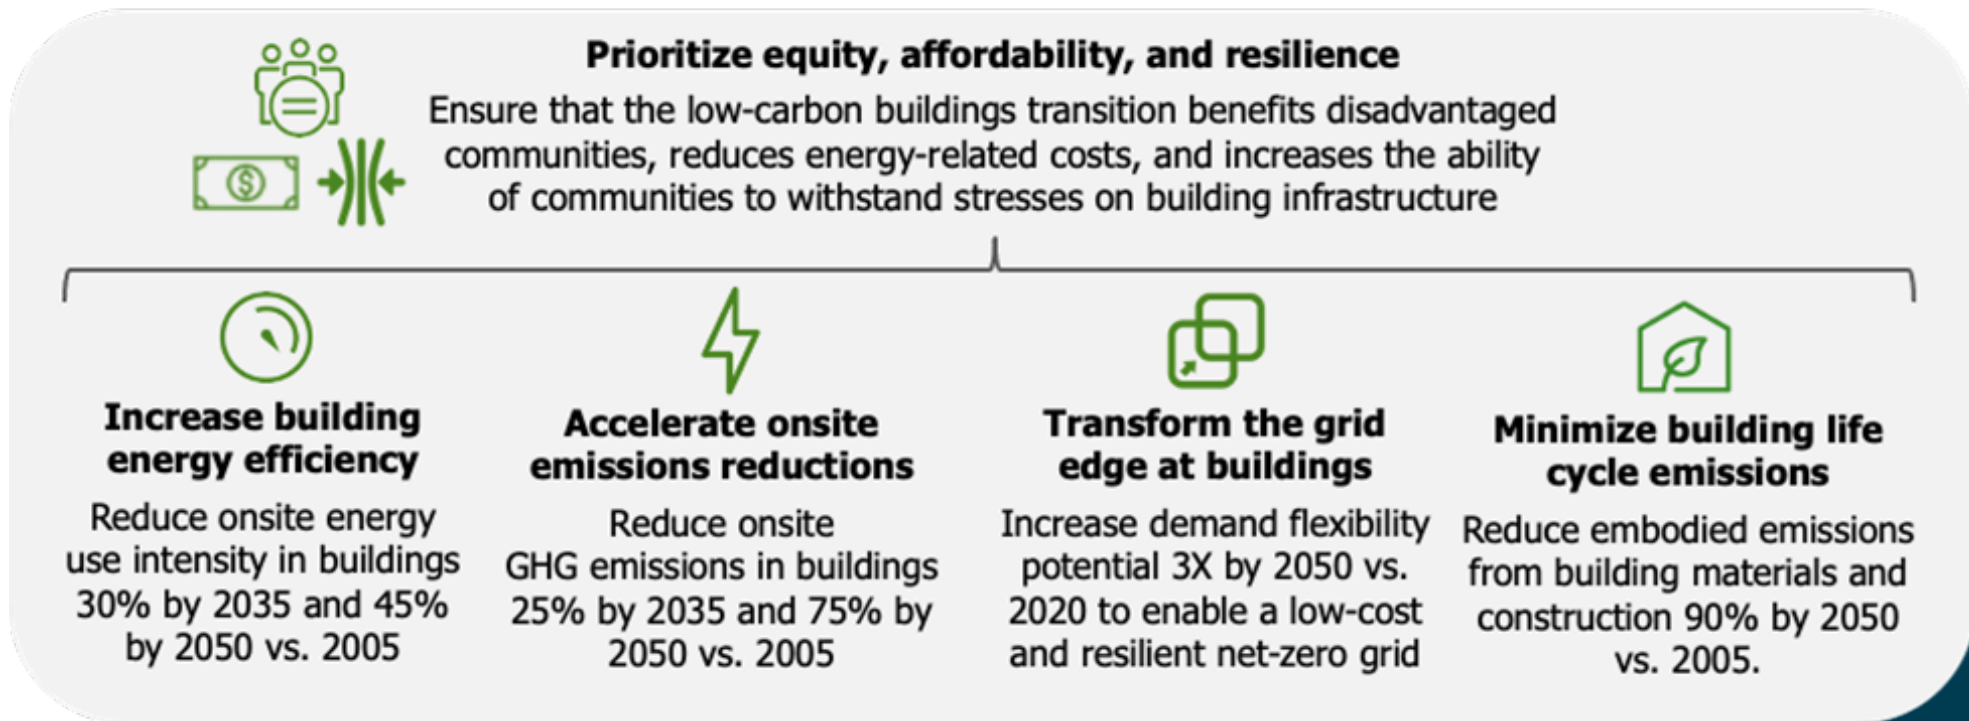 Prioritize equity, affordability, and resilience
Ensure that the low-carbon buildings transition benefits disadvantaged
communities, reduces energy-related costs, and increases the ability
of communities to withstand stresses on building infrastructure
$
Increase building
energy efficiency
Reduce onsite energy
use intensity in buildings
30% by 2035 and 45%
by 2050 vs. 2005
Accelerate onsite
emissions reductions
Reduce onsite
GHG emissions in buildings
25% by 2035 and 75% by
2050 vs. 2005
Transform the grid
edge at buildings
Increase demand flexibility
potential 3X by 2050 vs.
2020 to enable a low-cost
and resilient net-zero grid
Minimize building life
cycle emissions
Reduce embodied emissions
from building materials and
construction 90% by 2050
vs. 2005.